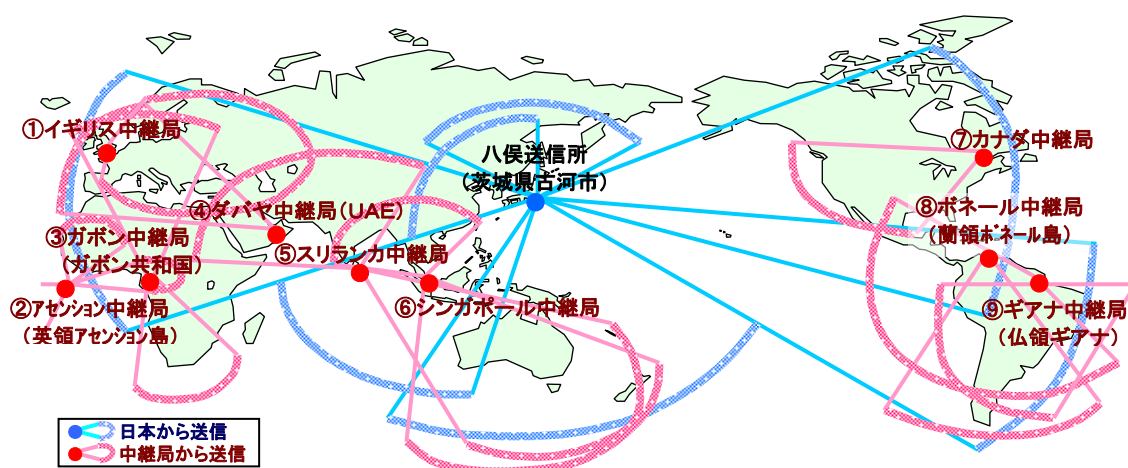 ①イギリス中継局
八俣送信所
(茨城県古河市)
⑦カナダ中継局
④ダバヤ中継局(UAE)
⑧ボネール中継局
(蘭領ボネール島)
③ガボン中継局
(ガボン共和国)
⑤スリランカ中継局
②アセンション中継局
(英領アセンション島)
⑥シンガポール中継局
⑨ギアナ中継局
(仏領ギアナ)
日本から送信
中継局から送信